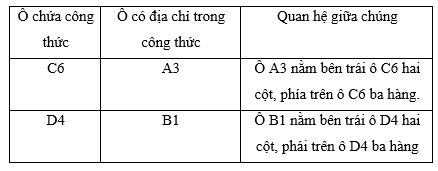 Ô chứa công thức
Ô có địa chỉ trong công thức
Quan hệ giữa chúng
C6
A3
Ô A3 nằm bên trái ô C6 hai
cột, phía trên ô C6 ba hàng.
D4
B1
Ô B1 nằm bên trái ô D4 hai
cột, phái trên ô D4 ba hàng